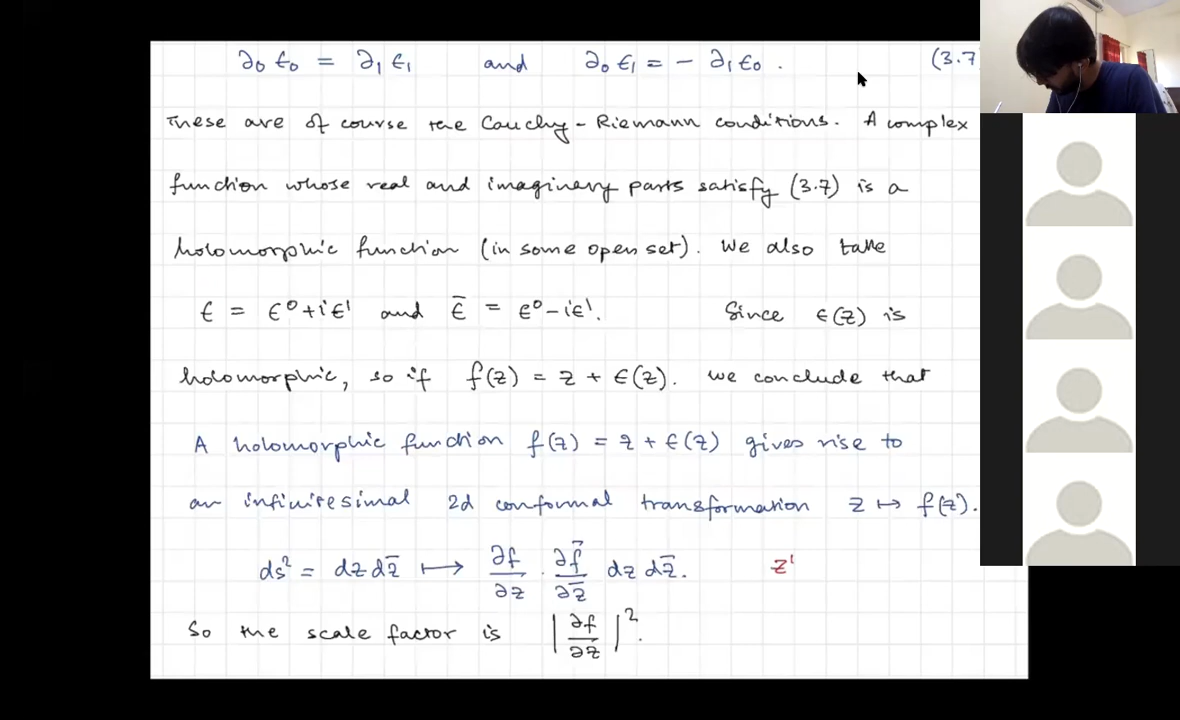 ∂₀ ϵ₀ = ∂₁ ϵ₁ and ∂₀ ϵ₁ = - ∂₁ ϵ₀ . (3.7
These are of course the Cauchy-Riemann conditions. A complex
function whose real and imaginary parts satisfy (3.7) is a
holomorphic function (in some open set). We also take
ϵ = ϵ⁰+iϵ¹ and ϵ̄ = ϵ⁰-iϵ¹. Since ϵ(z) is
holomorphic, so if f(z) = z + ϵ(z). We conclude that
A holomorphic function f(z) = z + ϵ(z) gives rise to
an infinitesimal 2d conformal transformation z ↦ f(z).
ds² = dz dz̄ ⟼ ∂f/∂z · ∂f̄/∂z̄ dz dz̄. z'
So the scale factor is |∂f/∂z|².